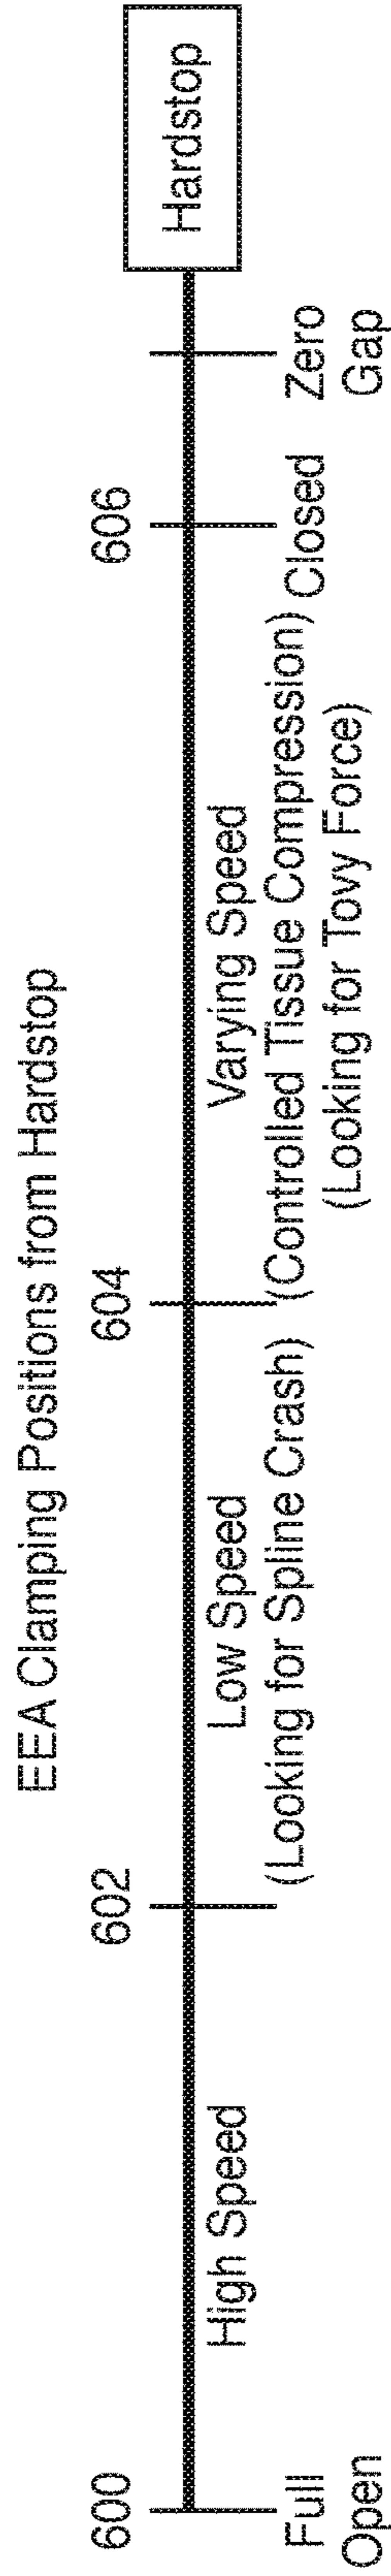 EEA Clamping Positions from Hardstop
600
602
604
606
Hardstop
High Speed
Low Speed
Varying Speed
Full
Open
(Looking for Spline Crash)
(Controlled Tissue Compression)
(Looking for Tovy Force)
Closed
Zero
Gap